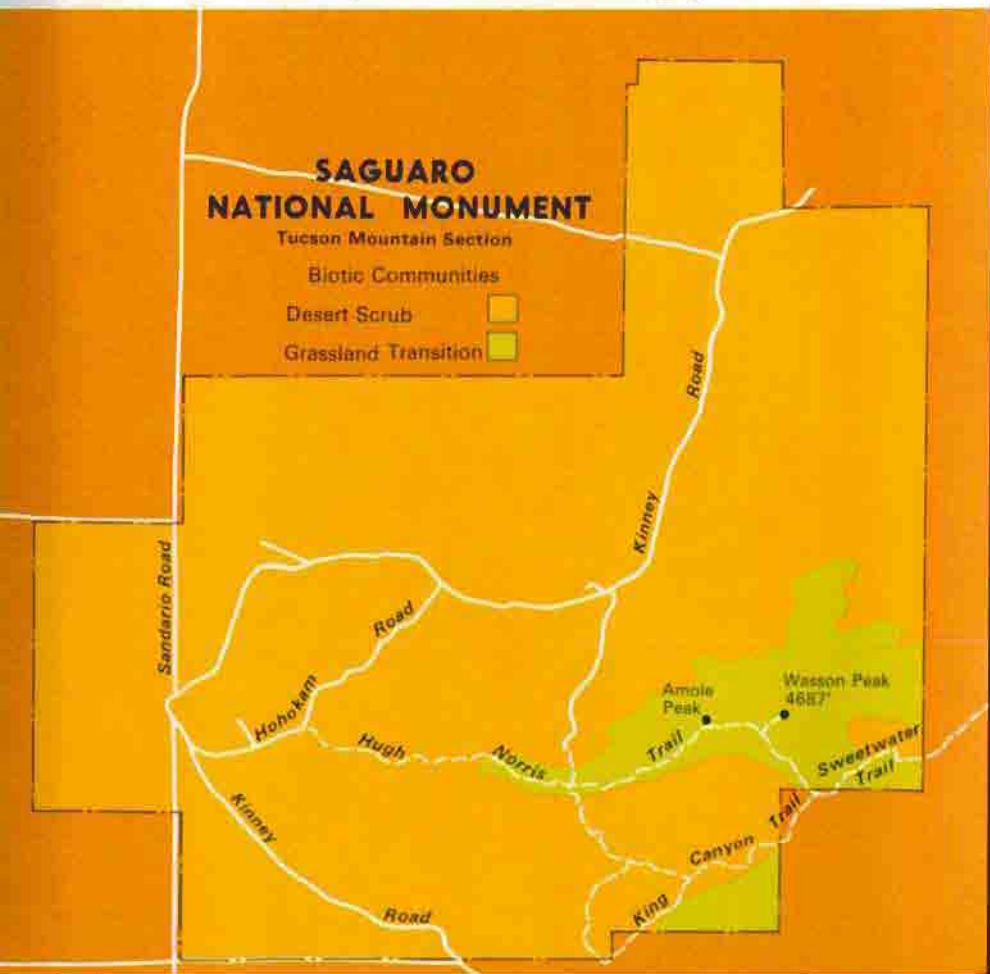 SAGUARO
NATIONAL MONUMENT
Tucson Mountain Section
Biotic Communities
Desert Scrub
Grassland Transition
Road
Kinney
Sandario Road
Road
Hohokam
Amole
Peak
Wasson Peak
4687'
Hugh
Norris
Trail
Sweetwater
Trail
Kinney
Road
Canyon
Trail
King